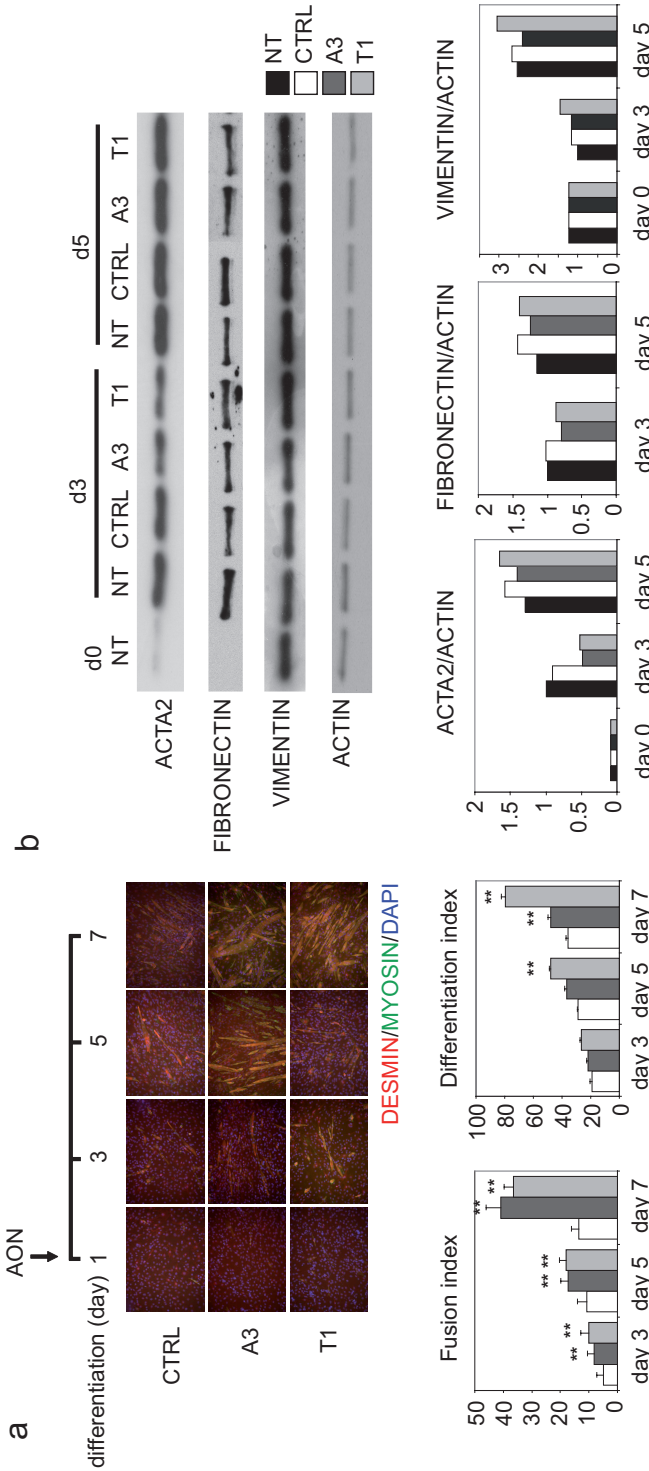 a
AON
differentiation (day) 1 3 5 7
CTRL
A3
T1
DESMIN/MYOSIN/DAPI
Fusion index
50
40
30
20
10
0
** ** ** ** ** **
day 3 day 5 day 7
Differentiation index
100
80
60
40
20
0
** ** **
day 3 day 5 day 7
b
d0 d3 d5
NT NT CTRL A3 T1 NT CTRL A3 T1
ACTA2
FIBRONECTIN
VIMENTIN
ACTIN
NT
CTRL
A3
T1
ACTA2/ACTIN
2
1.5
1
0.5
0
day 0 day 3 day 5
FIBRONECTIN/ACTIN
2
1.5
1
0.5
0
day 3 day 5
VIMENTIN/ACTIN
3
2
1
0
day 0 day 3 day 5